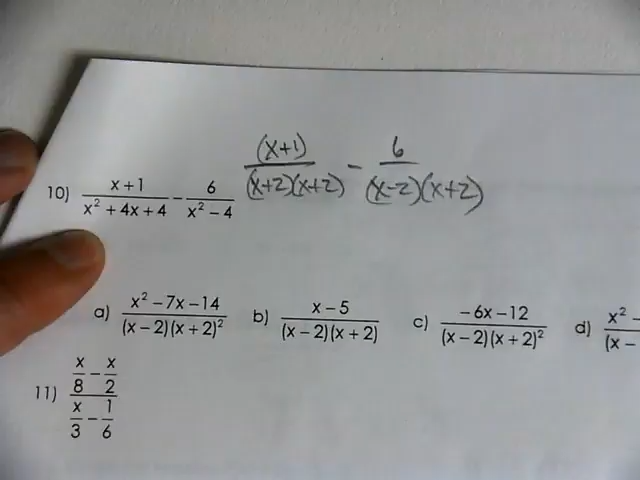 (x+1)/((x+2)(x+2)) - 6/((x-2)(x+2))
10) (x+1)/(x² + 4x + 4) - 6/(x² - 4)
a) (x² - 7x - 14)/((x - 2)(x + 2)²) b) (x - 5)/((x - 2)(x + 2)) c) (- 6x - 12)/((x - 2)(x + 2)²) d) (x² -/(x -
11) (x/8 - x/2)/(x/3 - 1/6)